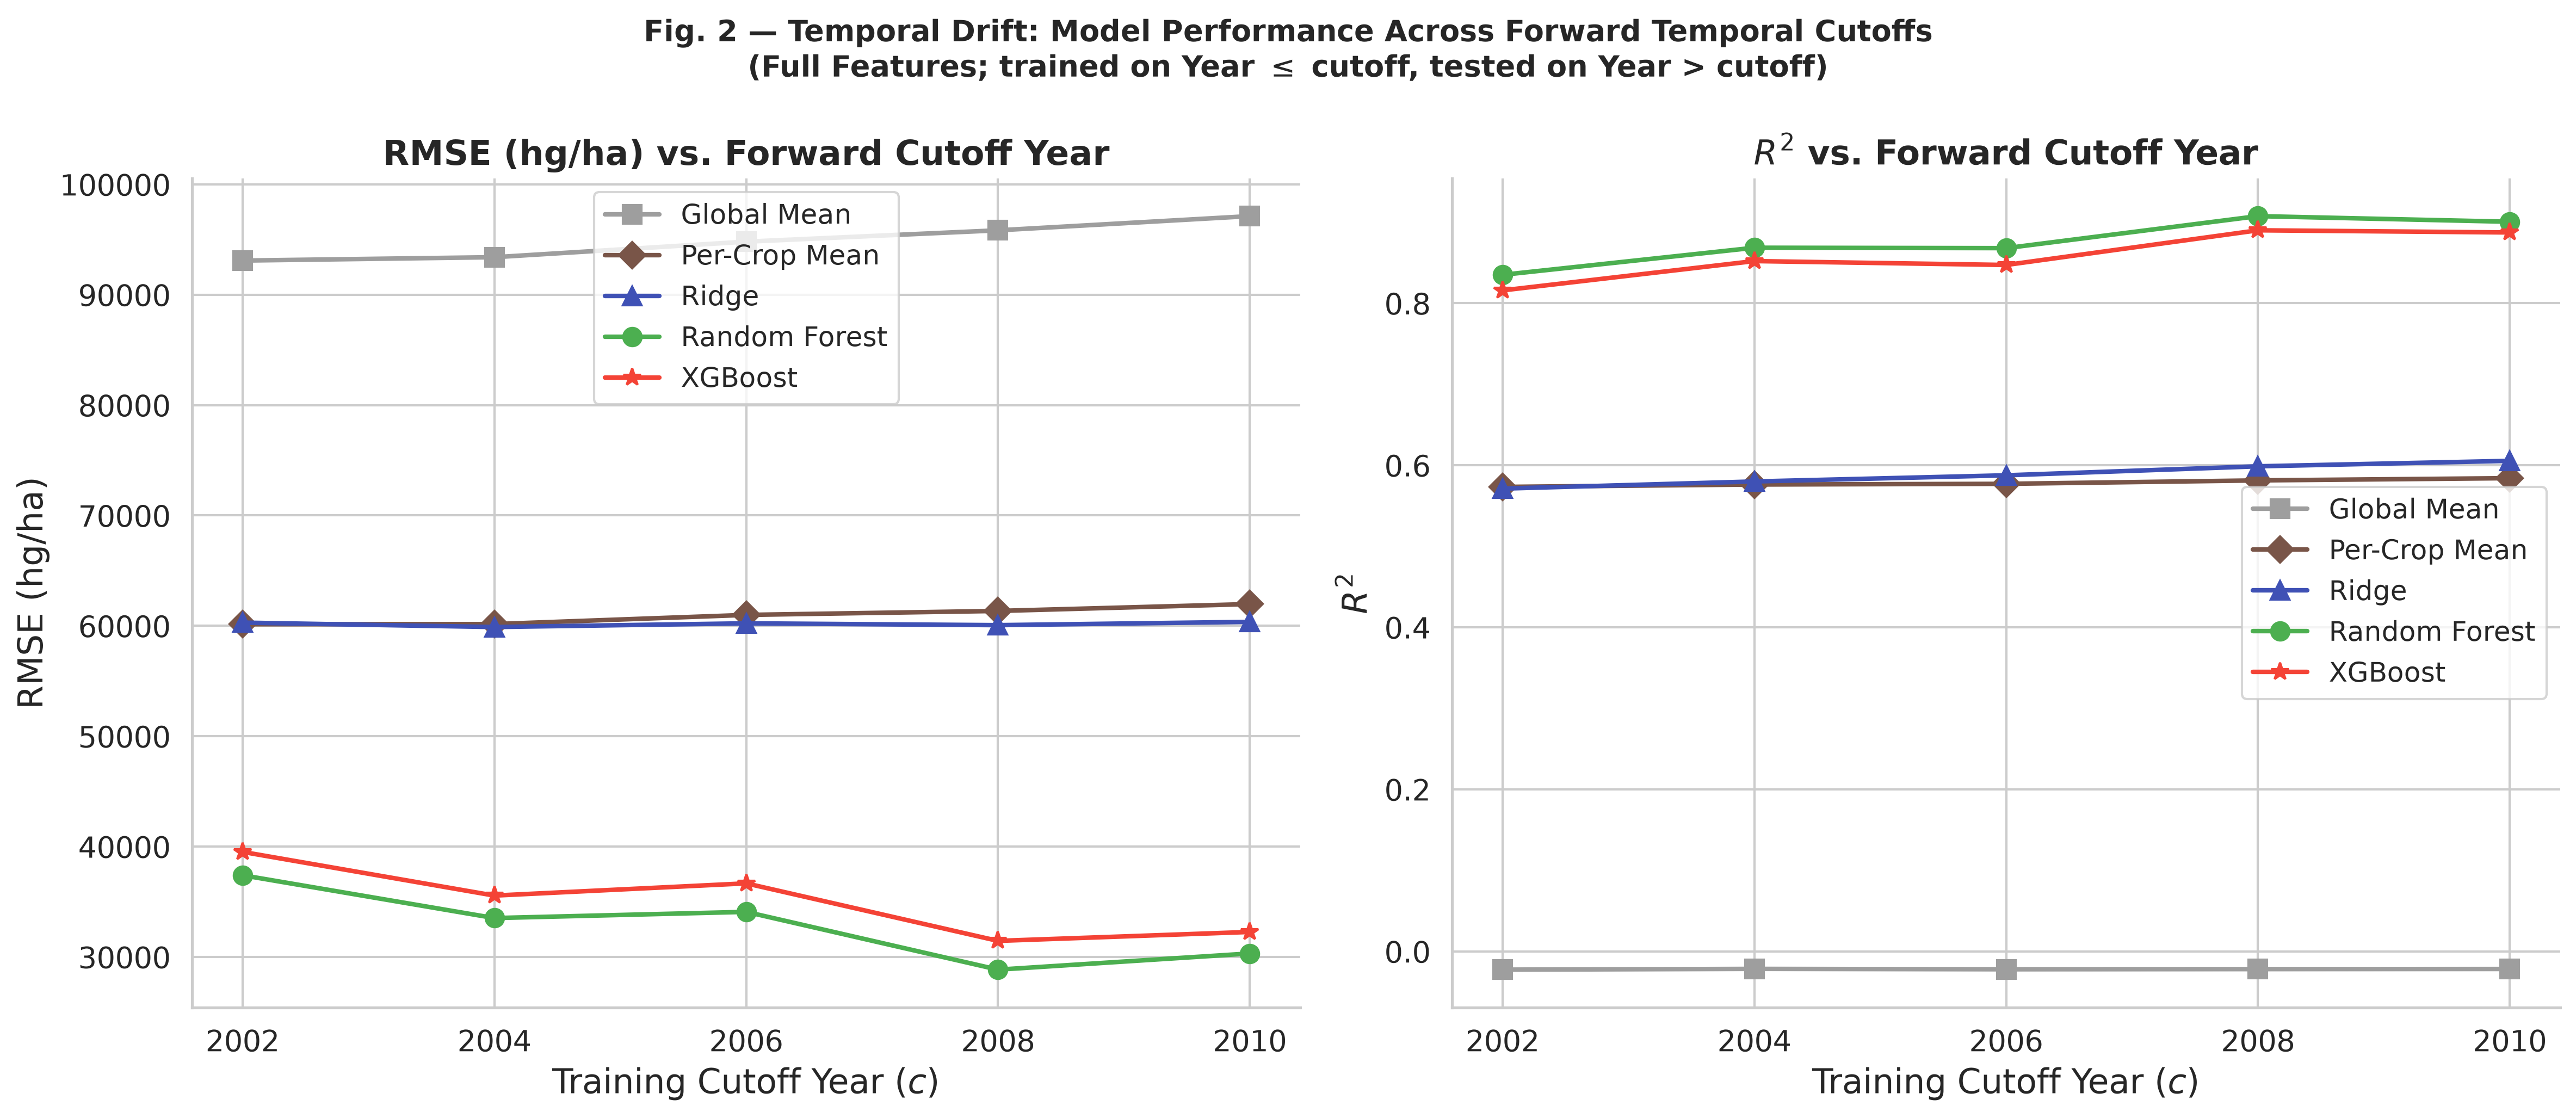 Fig. 2 — Temporal Drift: Model Performance Across Forward Temporal Cutoffs
(Full Features; trained on Year ≤ cutoff, tested on Year > cutoff)
RMSE (hg/ha) vs. Forward Cutoff Year
100000
90000
80000
70000
60000
50000
40000
30000
RMSE (hg/ha)
Global Mean
Per-Crop Mean
Ridge
Random Forest
XGBoost
2002 2004 2006 2008 2010
Training Cutoff Year (c)
R² vs. Forward Cutoff Year
0.8
0.6
0.4
0.2
0.0
R²
Global Mean
Per-Crop Mean
Ridge
Random Forest
XGBoost
2002 2004 2006 2008 2010
Training Cutoff Year (c)